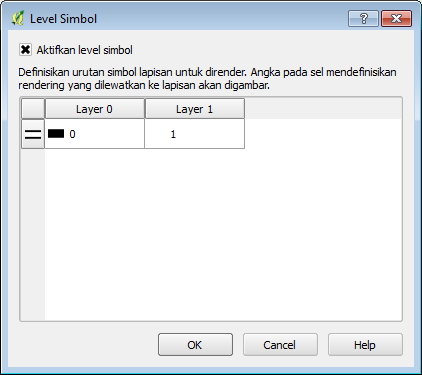 Level Simbol
?
Aktifkan level simbol
Definisikan urutan simbol lapisan untuk dirender. Angka pada sel mendefinisikan
rendering yang dilewatkan ke lapisan akan digambar.
Layer 0 Layer 1
0 1
OK Cancel Help